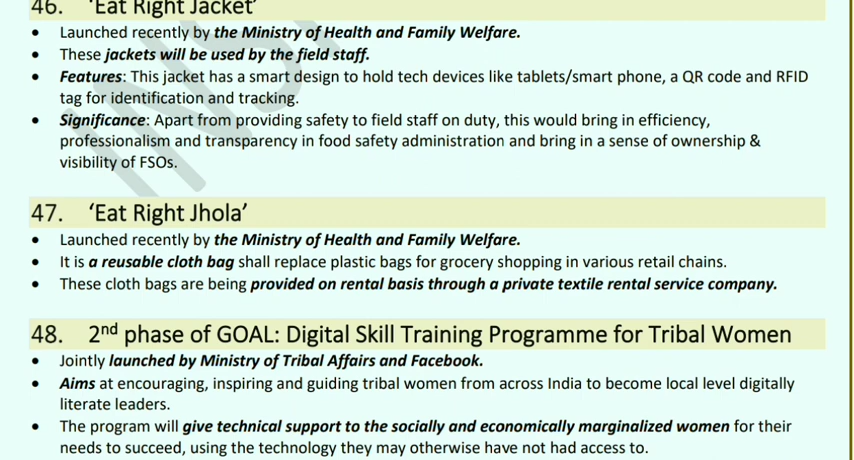 46. ‘Eat Right Jacket’
• Launched recently by the Ministry of Health and Family Welfare.
• These jackets will be used by the field staff.
• Features: This jacket has a smart design to hold tech devices like tablets/smart phone, a QR code and RFID
tag for identification and tracking.
• Significance: Apart from providing safety to field staff on duty, this would bring in efficiency,
professionalism and transparency in food safety administration and bring in a sense of ownership &
visibility of FSOs.
47. ‘Eat Right Jhola’
• Launched recently by the Ministry of Health and Family Welfare.
• It is a reusable cloth bag shall replace plastic bags for grocery shopping in various retail chains.
• These cloth bags are being provided on rental basis through a private textile rental service company.
48. 2nd phase of GOAL: Digital Skill Training Programme for Tribal Women
• Jointly launched by Ministry of Tribal Affairs and Facebook.
• Aims at encouraging, inspiring and guiding tribal women from across India to become local level digitally
literate leaders.
• The program will give technical support to the socially and economically marginalized women for their
needs to succeed, using the technology they may otherwise have not had access to.